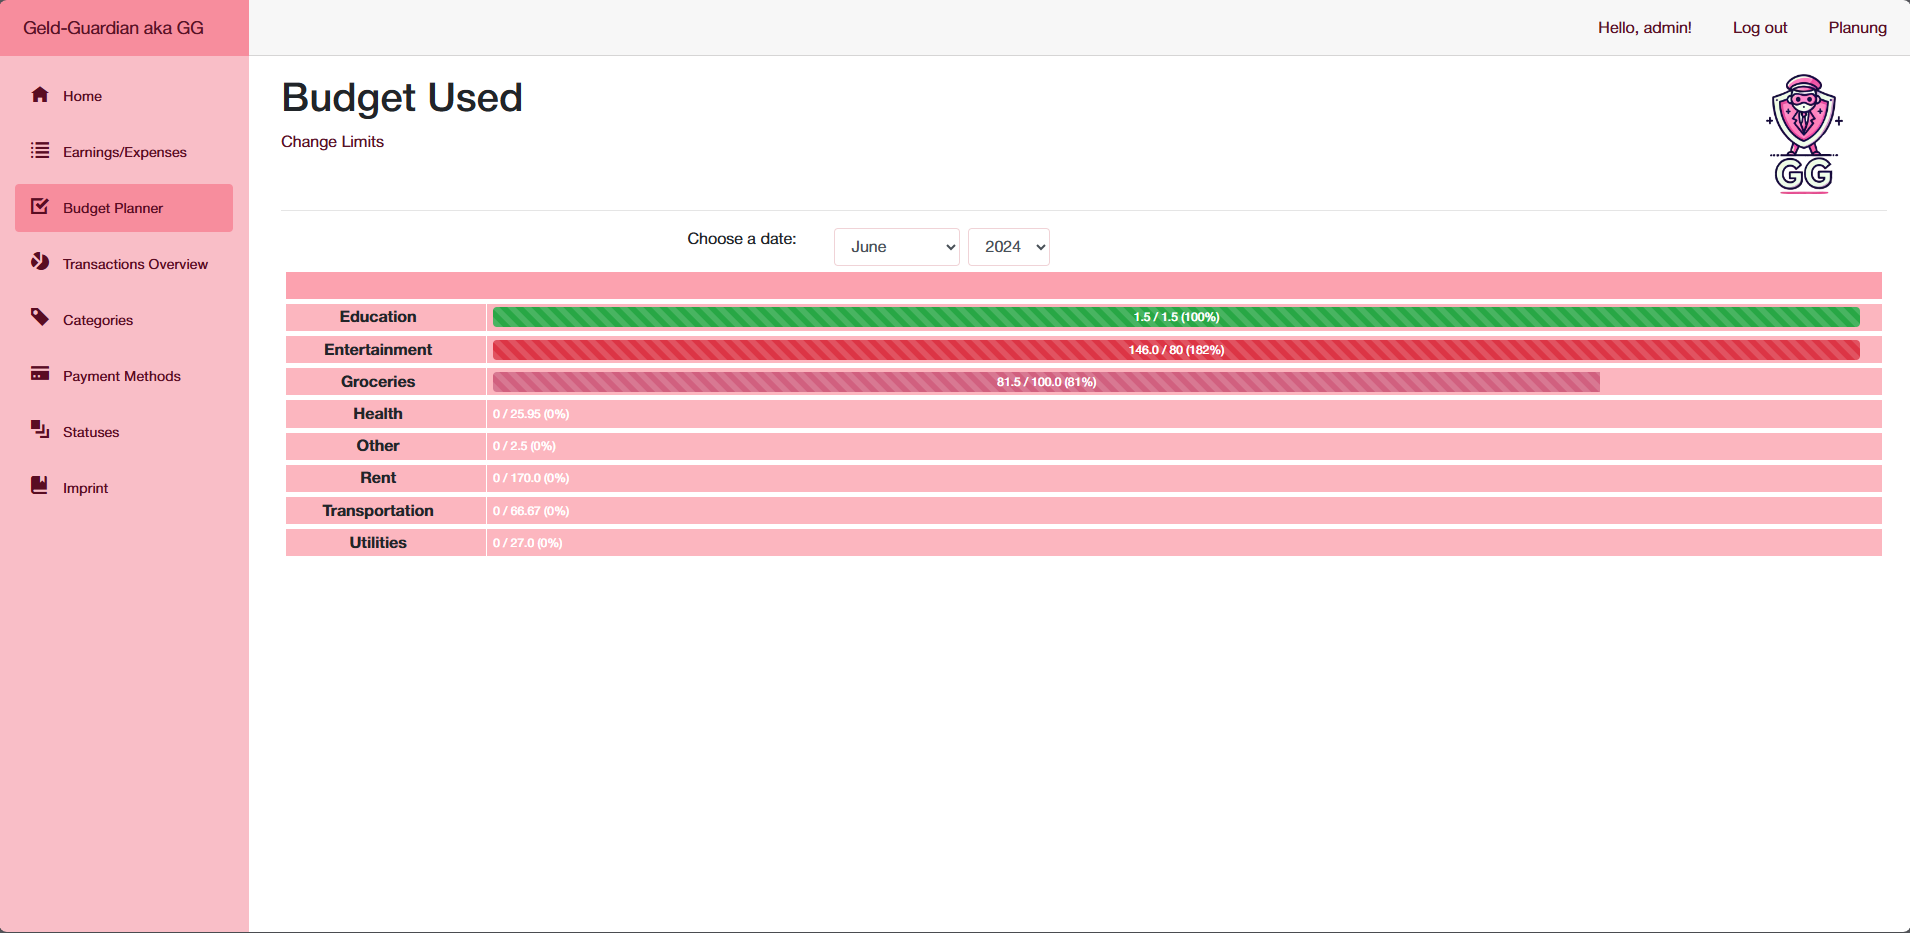 Geld-Guardian aka GG
Hello, admin! Log out Planung
Home
Earnings/Expenses
Budget Planner
Transactions Overview
Categories
Payment Methods
Statuses
Imprint
Budget Used
Change Limits
GG
Choose a date: June 2024
Education 1.5 / 1.5 (100%)
Entertainment 146.0 / 80 (182%)
Groceries 81.5 / 100.0 (81%)
Health 0 / 25.95 (0%)
Other 0 / 2.5 (0%)
Rent 0 / 170.0 (0%)
Transportation 0 / 66.67 (0%)
Utilities 0 / 27.0 (0%)